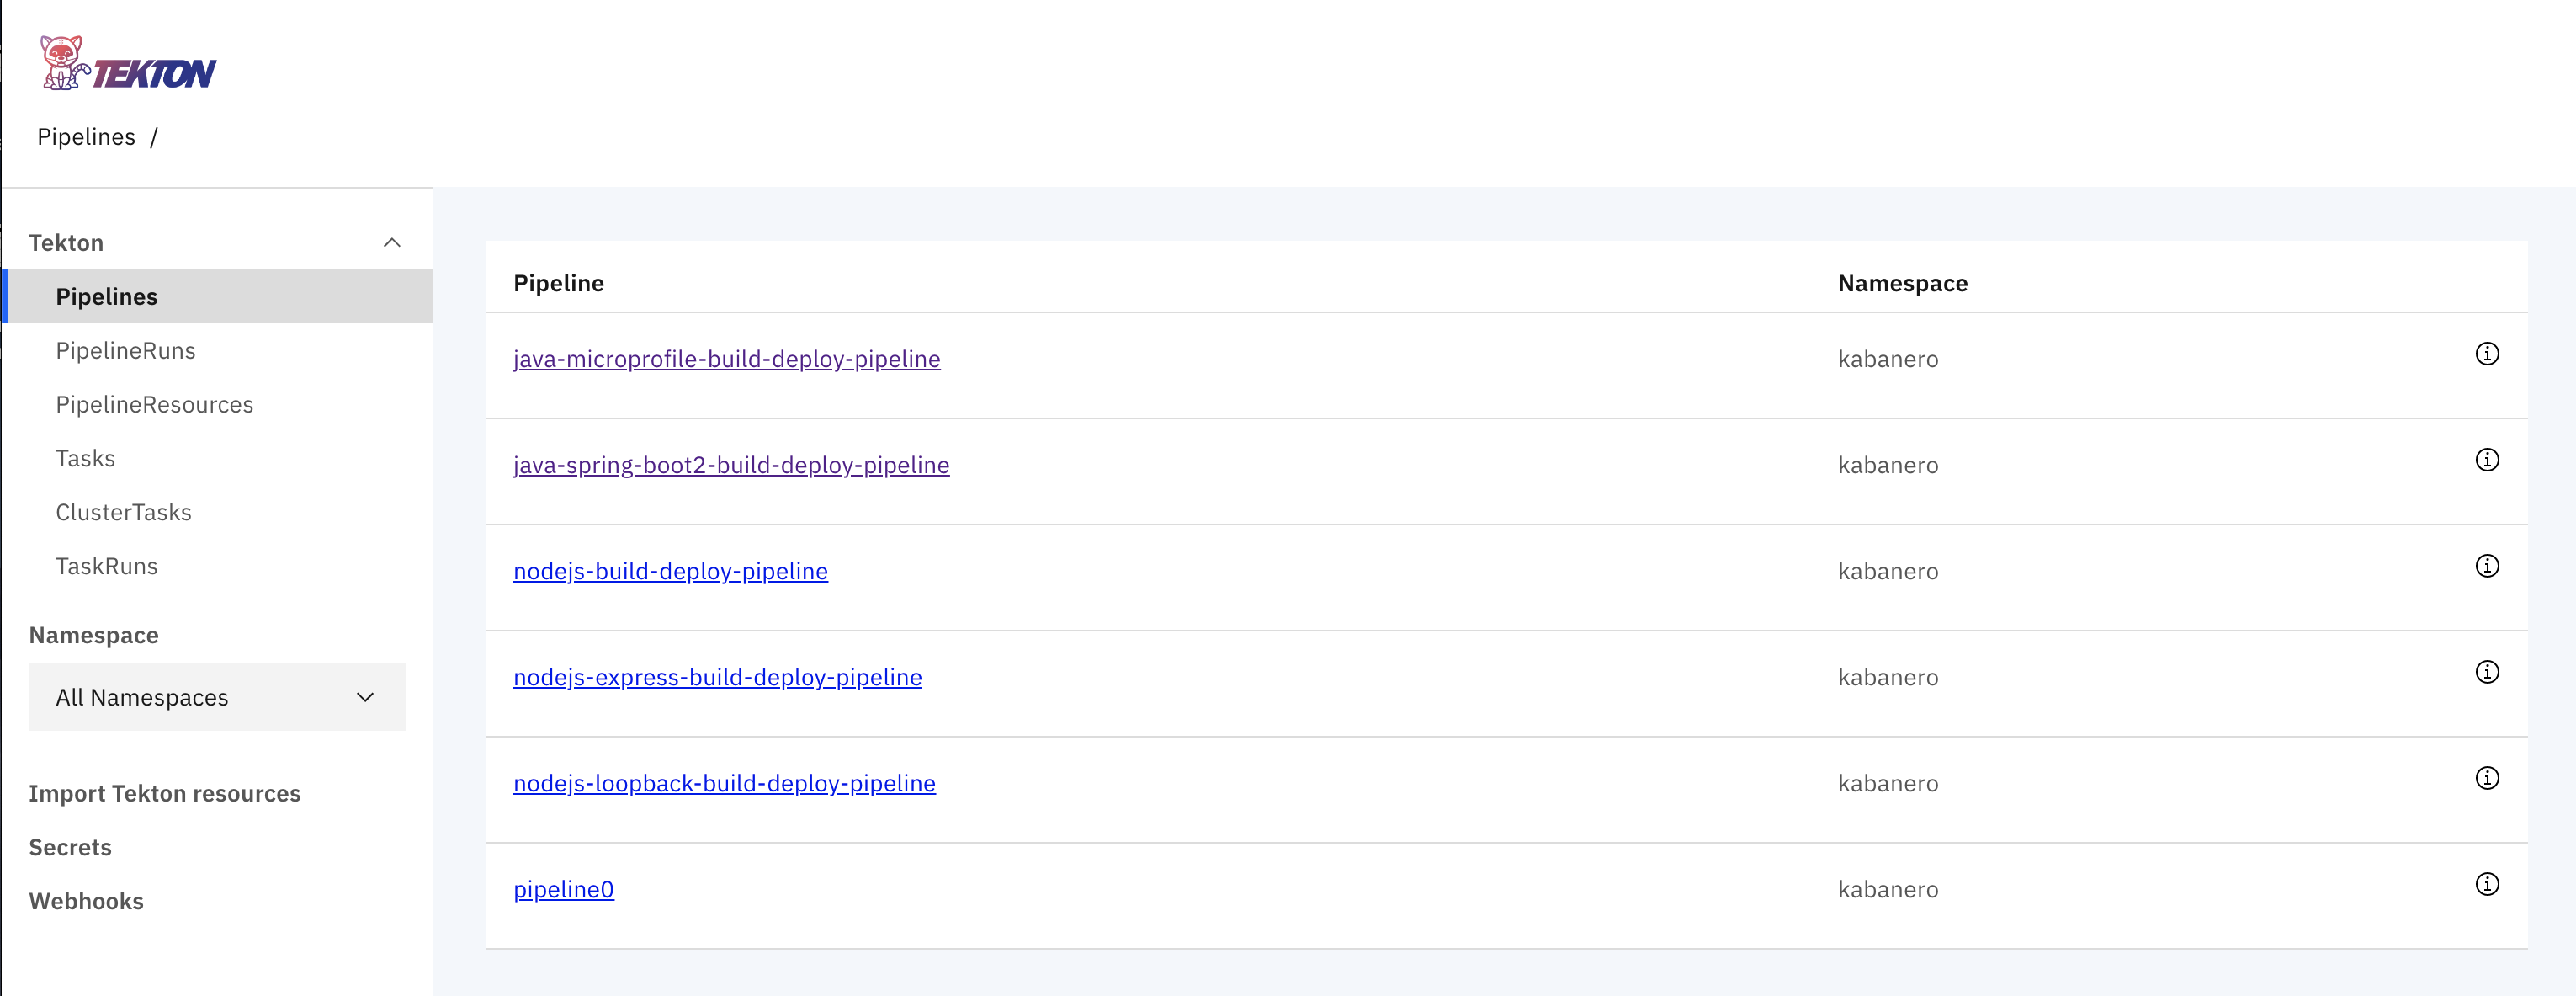 TEKTON
Pipelines /
Tekton
Pipelines
PipelineRuns
PipelineResources
Tasks
ClusterTasks
TaskRuns
Namespace
All Namespaces
Import Tekton resources
Secrets
Webhooks
Pipeline Namespace
java-microprofile-build-deploy-pipeline kabanero
java-spring-boot2-build-deploy-pipeline kabanero
nodejs-build-deploy-pipeline kabanero
nodejs-express-build-deploy-pipeline kabanero
nodejs-loopback-build-deploy-pipeline kabanero
pipeline0 kabanero